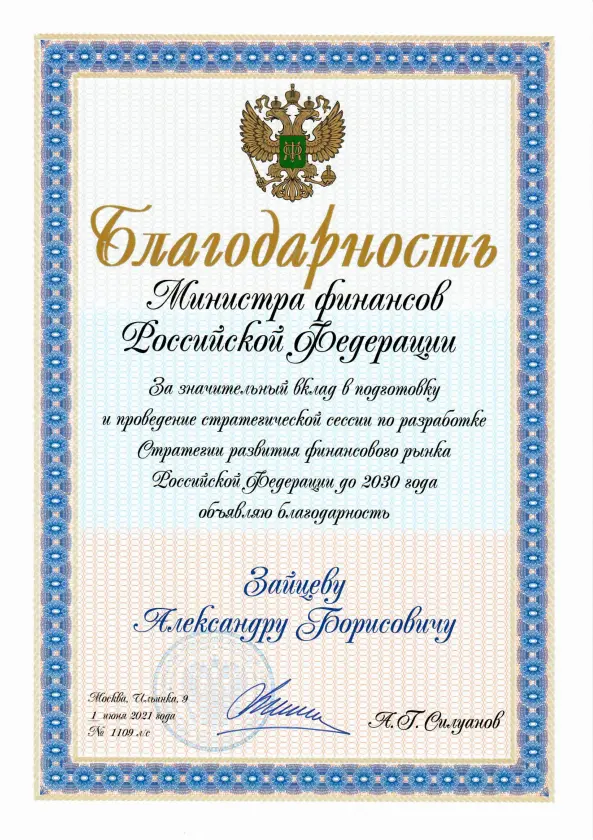 Благодарность
Министра финансов
Российской Федерации
За значительный вклад в подготовку
и проведение стратегической сессии по разработке
Стратегии развития финансового рынка
Российской Федерации до 2030 года
объявляю благодарность
Зайцеву
Александру Борисовичу
Москва, Ильинка, 9
1 июня 2021 года
№ 1109 л/с
А.Г. Силуанов